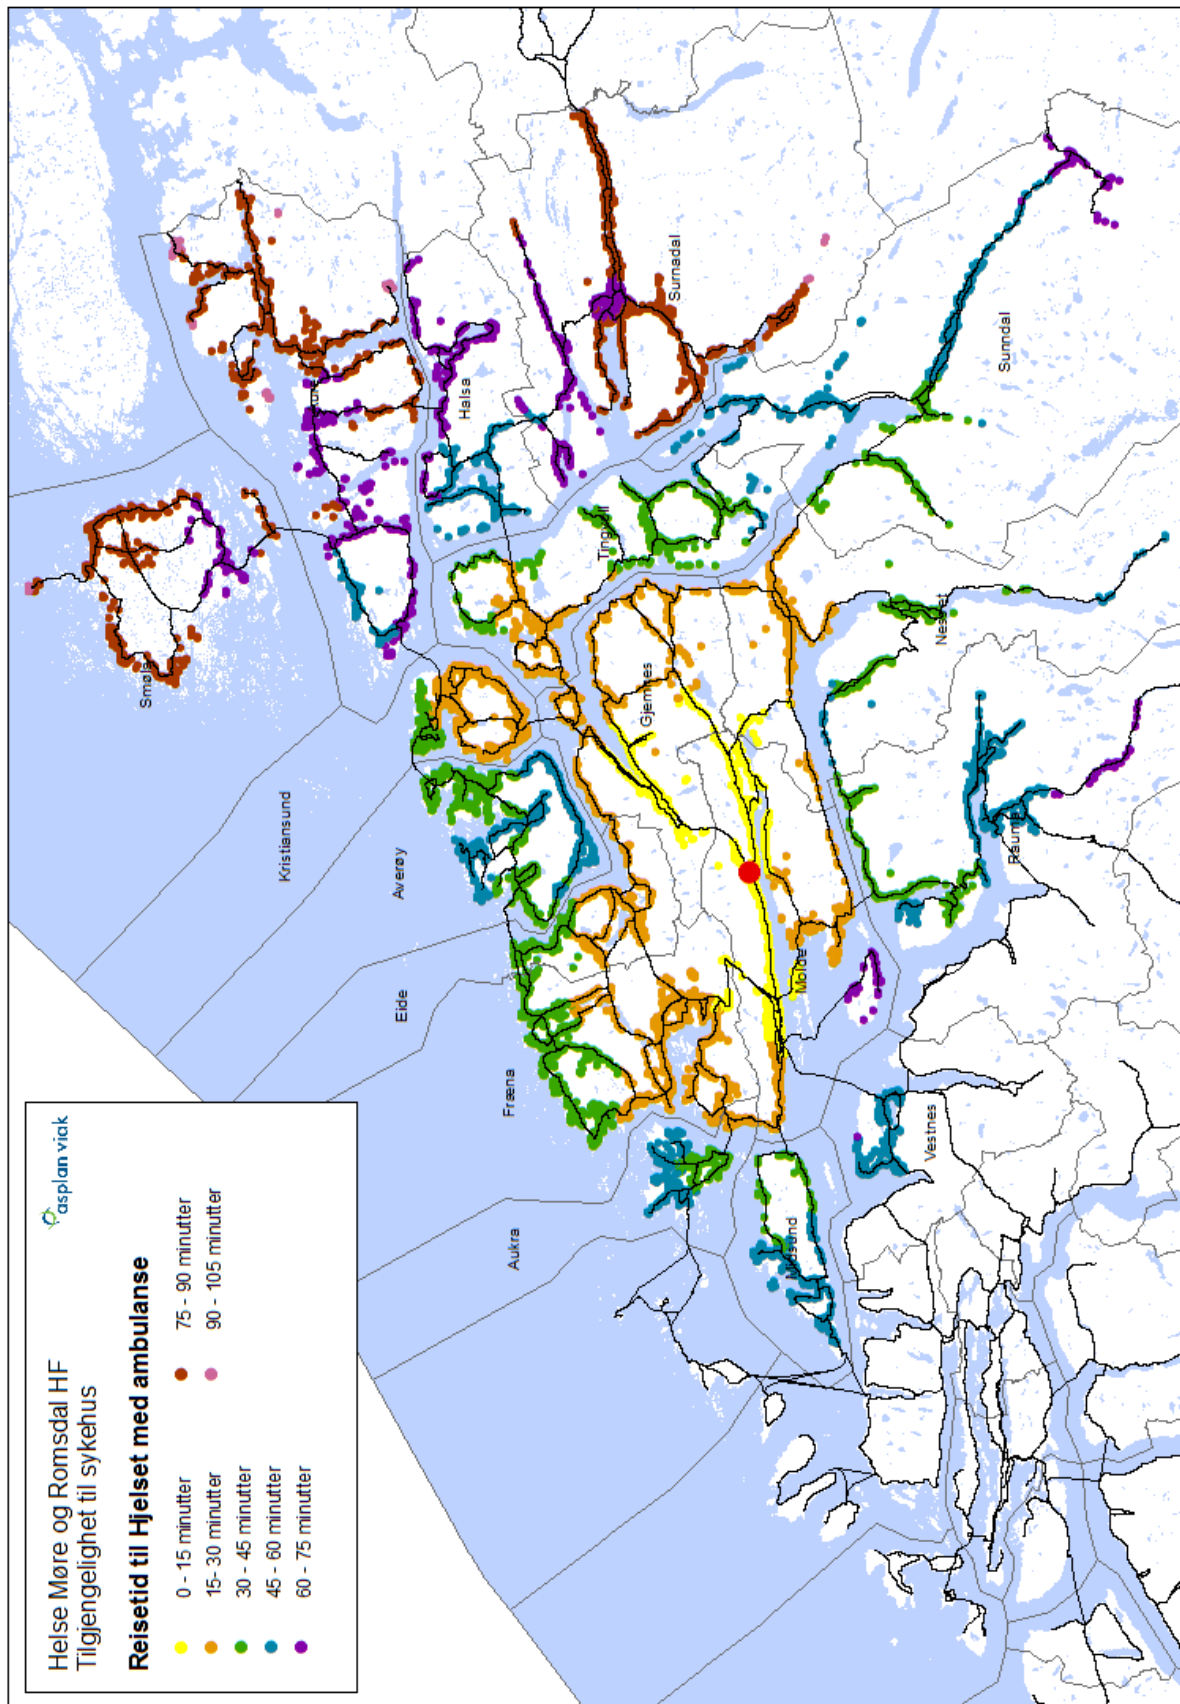 Helse Møre og Romsdal HF
Tilgjengelighet til sykehus
asplan viak
Reisetid til Hjelset med ambulanse
0 - 15 minutter
15- 30 minutter
30 - 45 minutter
45 - 60 minutter
60 - 75 minutter
75 - 90 minutter
90 - 105 minutter
Smøla
Kristiansund
Averøy
Eide
Fræna
Aukra
Midsund
Vestnes
Molde
Gjemnes
Tingvoll
Halsa
Surnadal
Sunndal
Nesset
Rauma